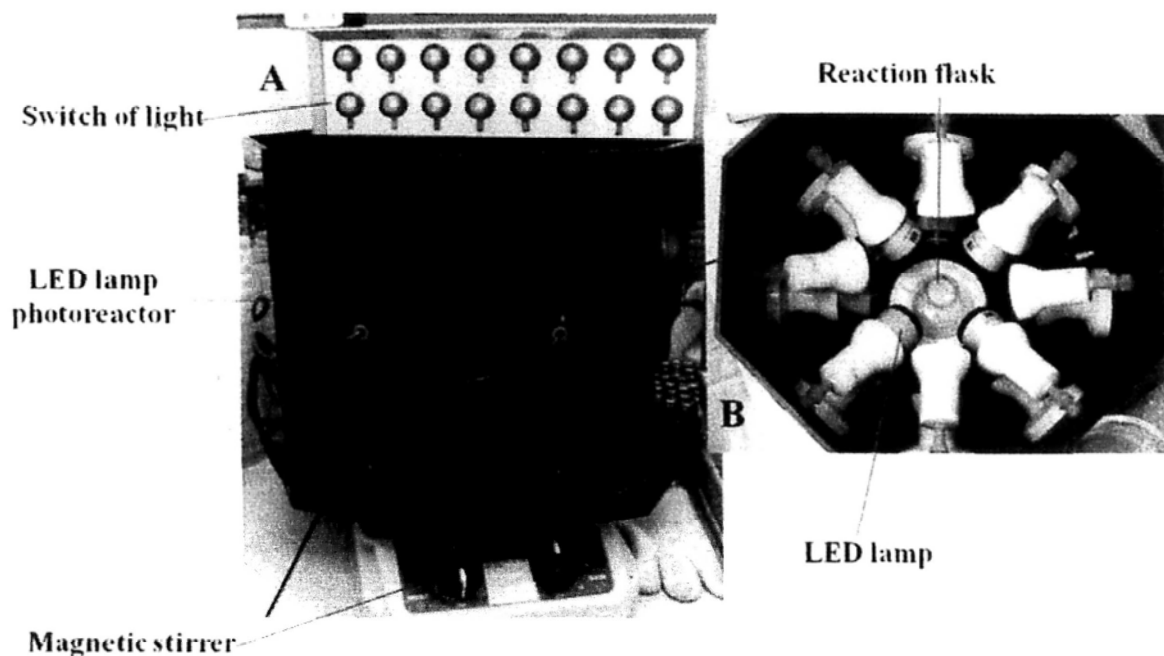 A
Switch of light
LED lamp
photoreactor
Magnetic stirrer
Reaction flask
B
LED lamp